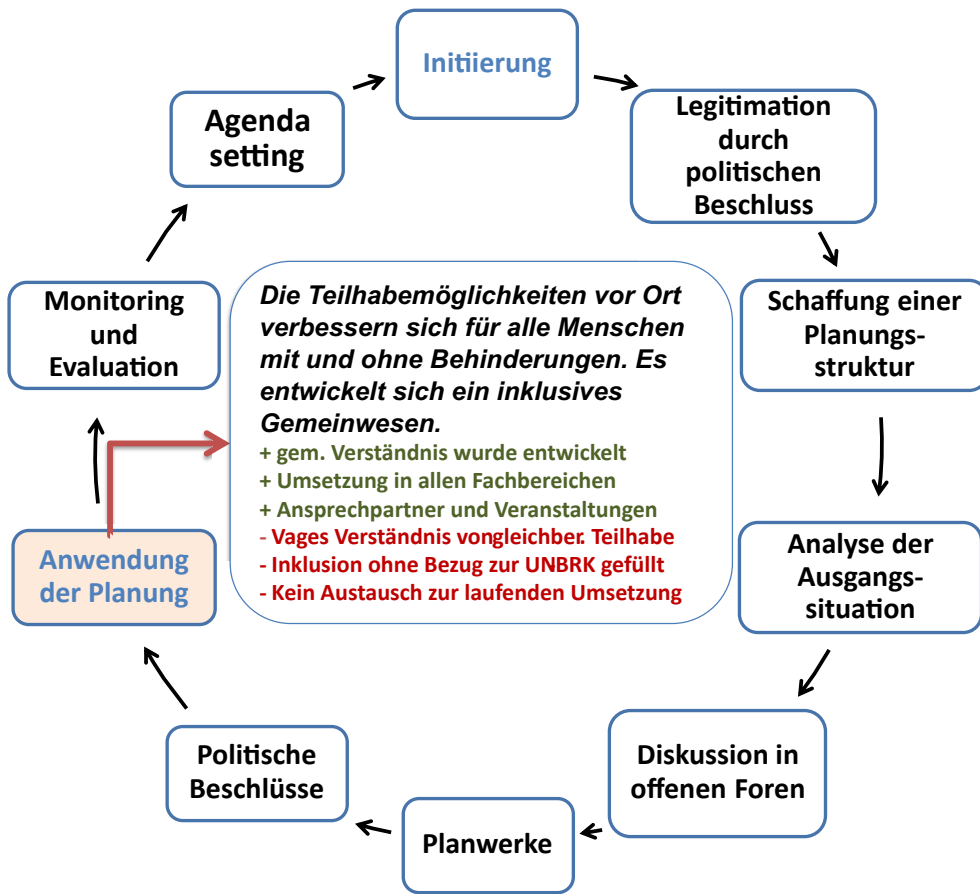 Initiierung
Legitimation
durch
politischen
Beschluss
Schaffung einer
Planungs-
struktur
Analyse der
Ausgangs-
situation
Diskussion in
offenen Foren
Planwerke
Politische
Beschlüsse
Anwendung
der Planung
Monitoring
und
Evaluation
Agenda
setting
Die Teilhabemöglichkeiten vor Ort
verbessern sich für alle Menschen
mit und ohne Behinderungen. Es
entwickelt sich ein inklusives
Gemeinwesen.
+ gem. Verständnis wurde entwickelt
+ Umsetzung in allen Fachbereichen
+ Ansprechpartner und Veranstaltungen
- Vages Verständnis vongleichber. Teilhabe
- Inklusion ohne Bezug zur UNBRK gefüllt
- Kein Austausch zur laufenden Umsetzung